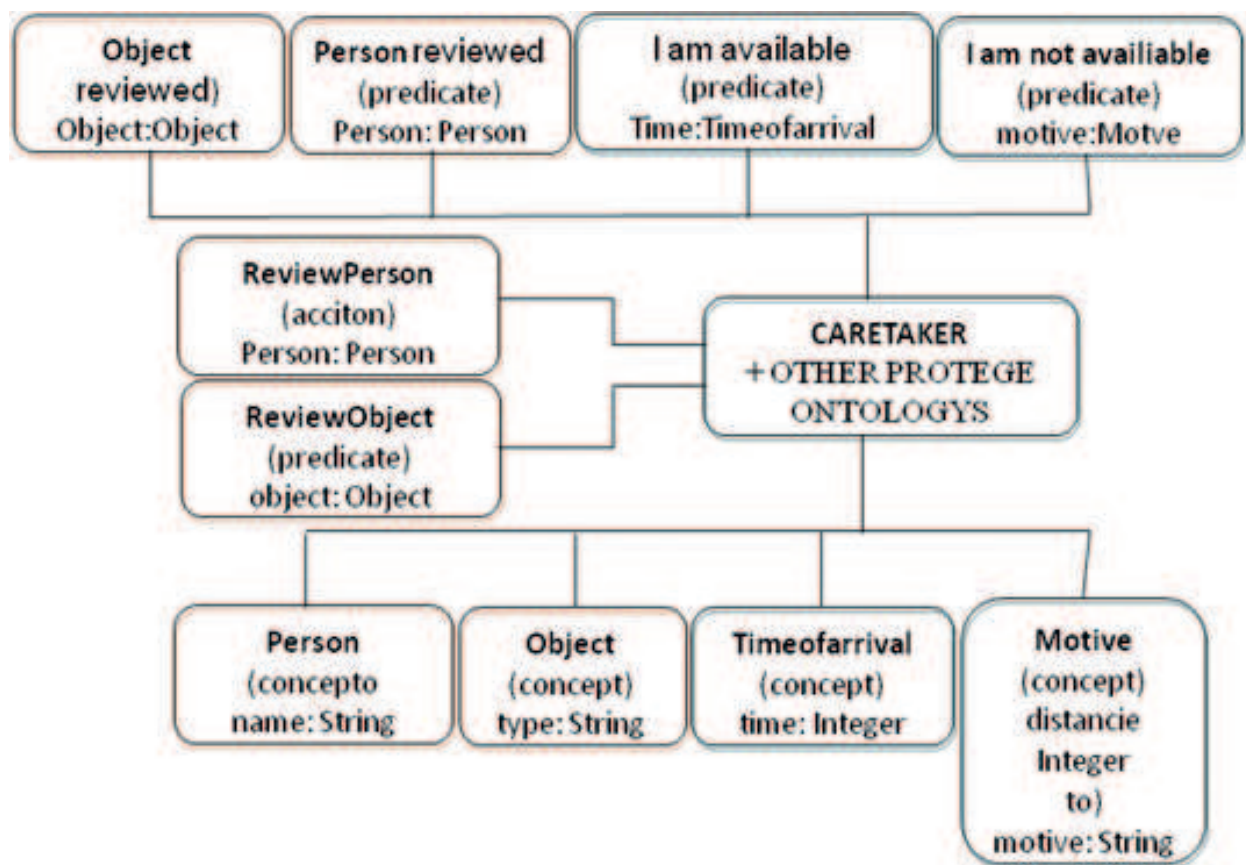 Object
reviewed)
Object:Object
Person reviewed
(predicate)
Person: Person
I am available
(predicate)
Time:Timeofarrival
I am not availiable
(predicate)
motive:Motve
ReviewPerson
(acciton)
Person: Person
ReviewObject
(predicate)
object: Object
CARETAKER
+ OTHER PROTEGE
ONTOLOGYS
Person
(concepto
name: String
Object
(concept)
type: String
Timeofarrival
(concept)
time: Integer
Motive
(concept)
distancie
Integer
to)
motive: String